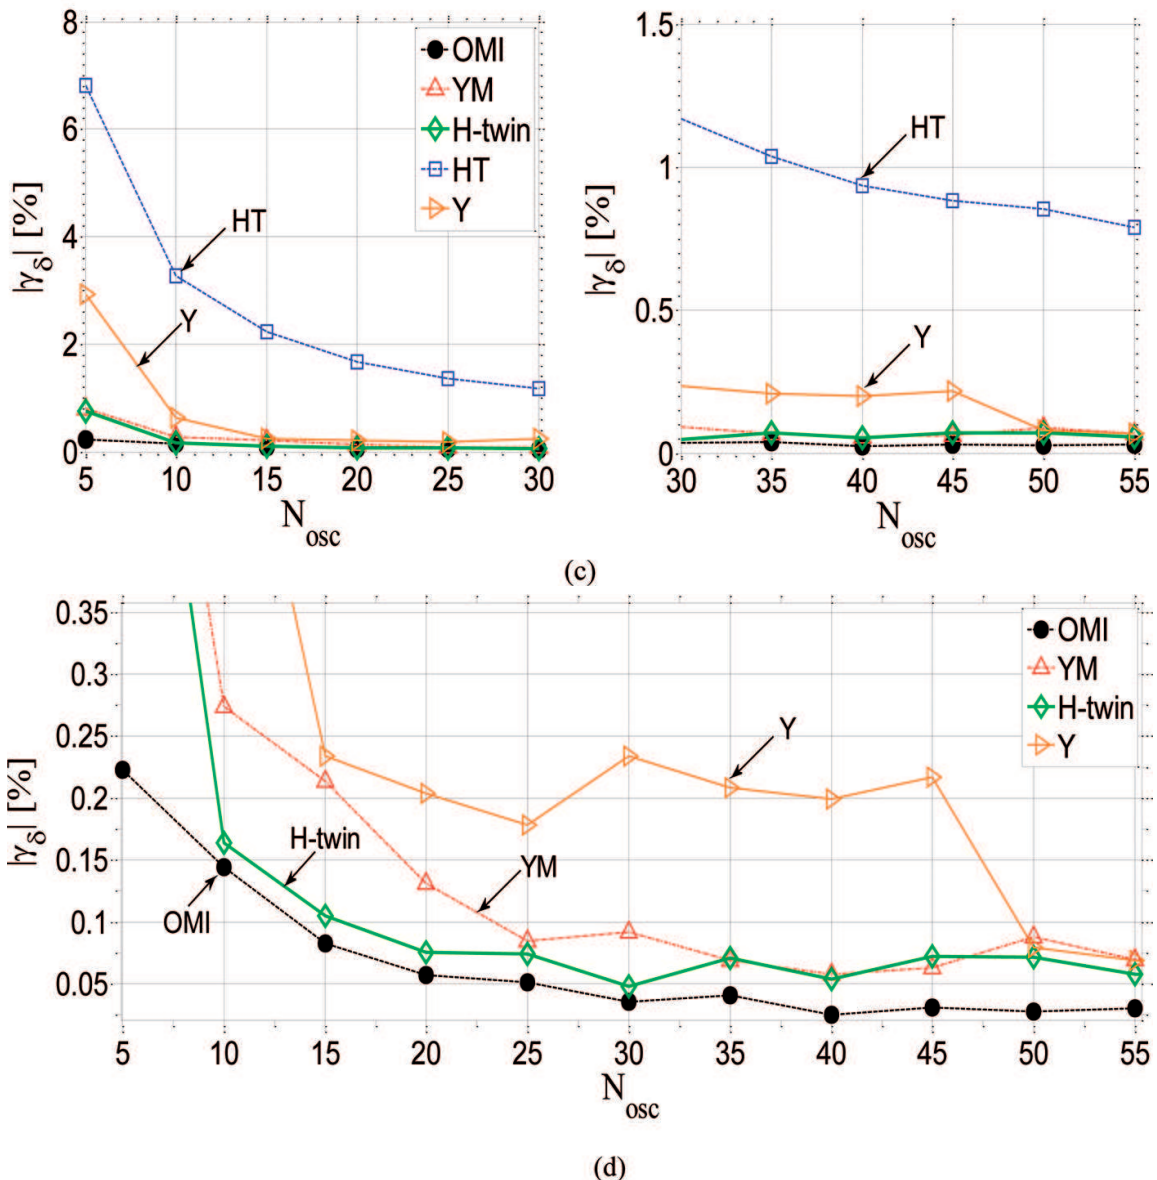 8
6
4
2
0
|γδ| [%]
5 10 15 20 25 30
Nosc
HT
Y
OMI
YM
H-twin
HT
Y
1.5
1
0.5
0
|γδ| [%]
30 35 40 45 50 55
Nosc
HT
Y
(c)
0.35
0.3
0.25
0.2
0.15
0.1
0.05
|γδ| [%]
5 10 15 20 25 30 35 40 45 50 55
Nosc
H-twin
OMI
YM
Y
OMI
YM
H-twin
Y
(d)